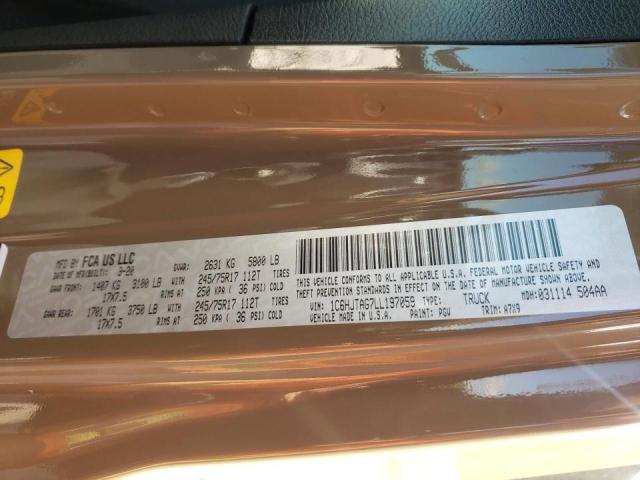 MFD BY FCA US LLC
DATE OF MFR(BUILT): 3-20
GVWR: 2631 KG 5800 LB
GAWR FRONT: 1407 KG 3100 LB WITH 245/75R17 112T TIRES
17X7.5 RIMS AT 250 KPA ( 36 PSI) COLD
GAWR REAR: 1701 KG 3750 LB WITH 245/75R17 112T TIRES
17X7.5 RIMS AT 250 KPA ( 36 PSI) COLD
THIS VEHICLE CONFORMS TO ALL APPLICABLE U.S.A. FEDERAL MOTOR VEHICLE SAFETY AND
THEFT PREVENTION STANDARDS IN EFFECT ON THE DATE OF MANUFACTURE SHOWN ABOVE.
VIN: 1C6HJTAG7LL197059 TYPE: TRUCK MDH: 031114 504AA
VEHICLE MADE IN U.S.A. PAINT: PGV TRIM: A7X9